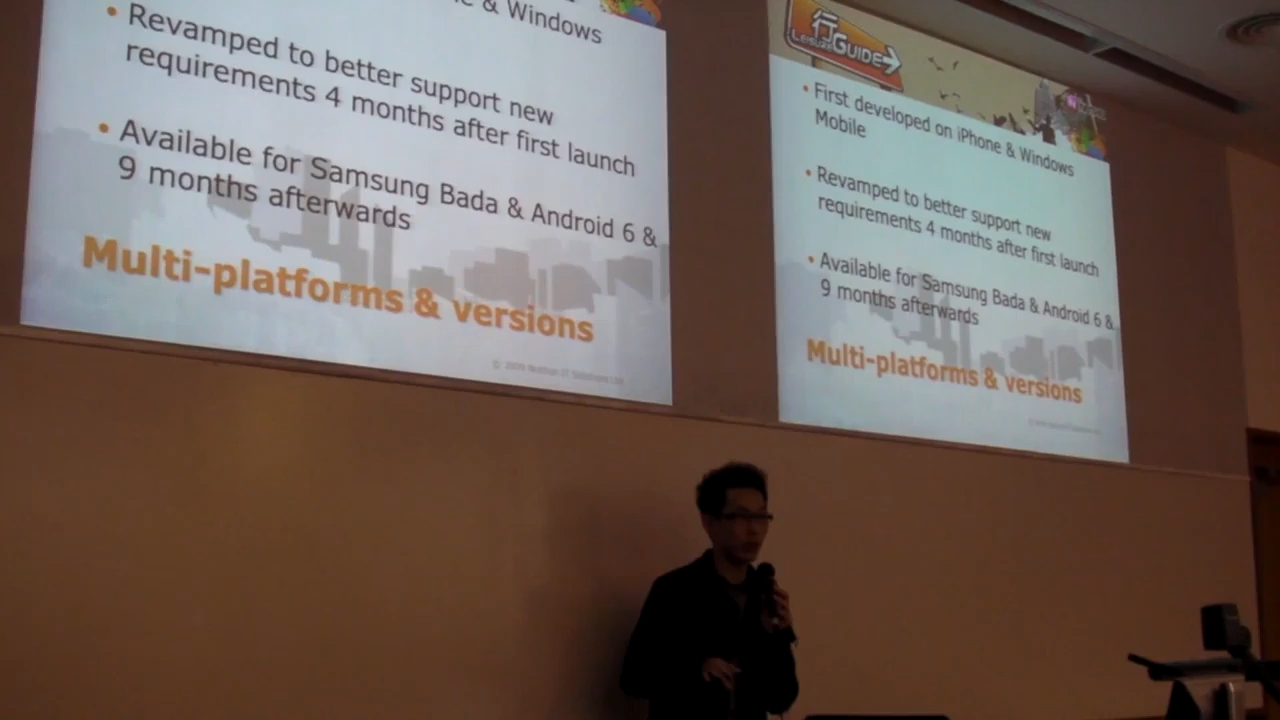 & Windows
• Revamped to better support new
requirements 4 months after first launch
• Available for Samsung Bada & Android 6 &
9 months afterwards
Multi-platforms & versions
行
LEISURE GUIDE
• First developed on iPhone & Windows
Mobile
• Revamped to better support new
requirements 4 months after first launch
• Available for Samsung Bada & Android 6 &
9 months afterwards
Multi-platforms & versions